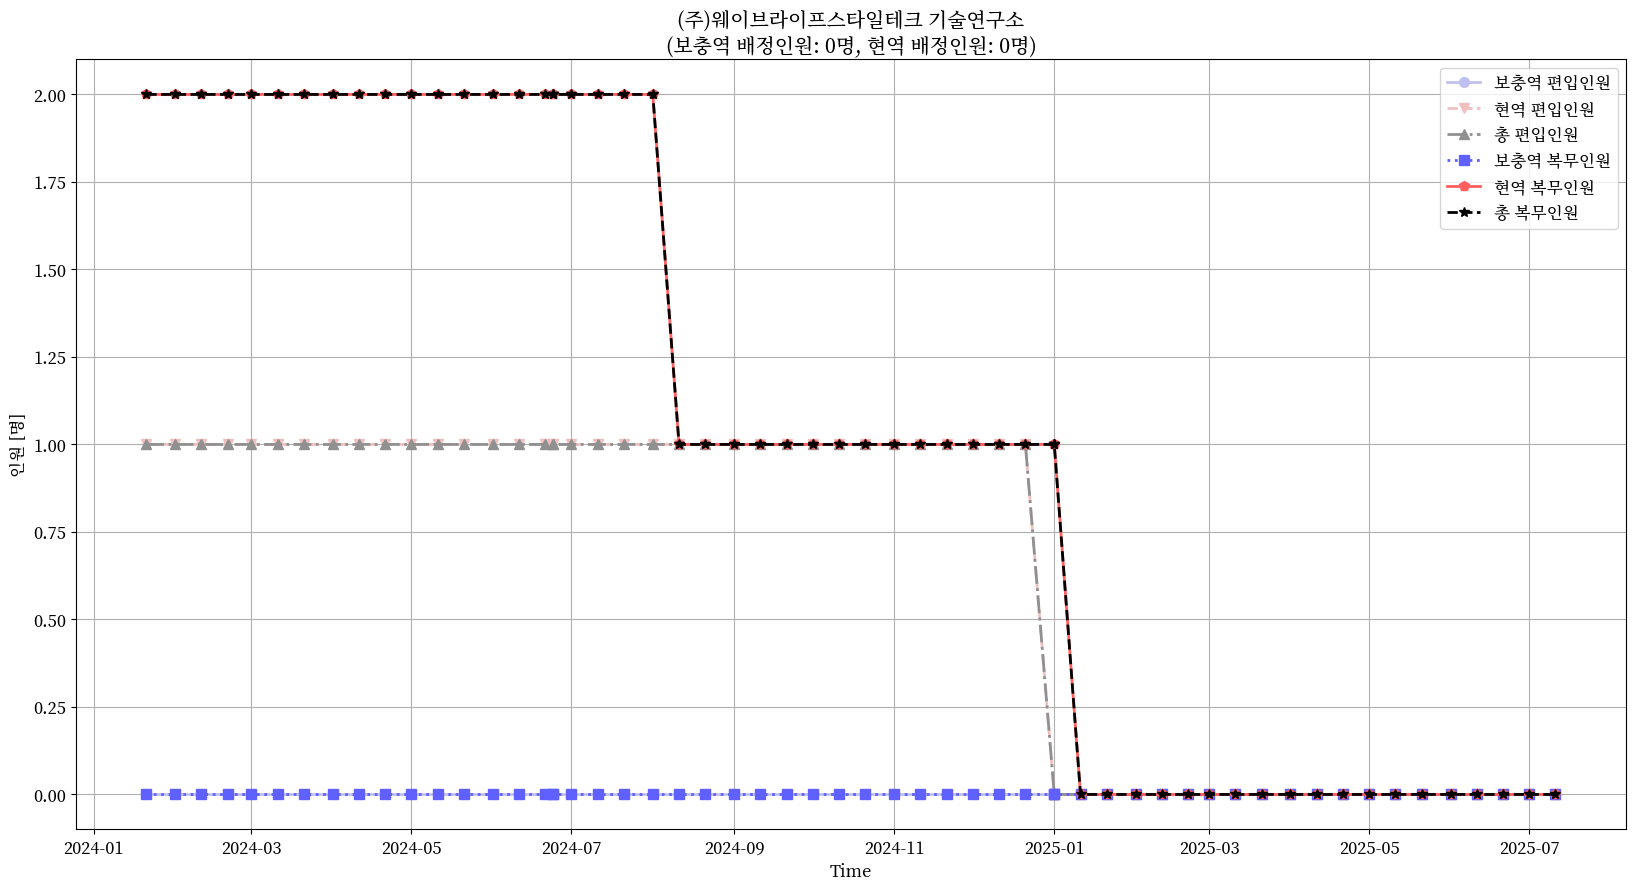 (주)웨이브라이프스타일테크 기술연구소
(보충역 배정인원: 0명, 현역 배정인원: 0명)
보충역 편입인원
현역 편입인원
총 편입인원
보충역 복무인원
현역 복무인원
총 복무인원
인원 [명]
2.00
1.75
1.50
1.25
1.00
0.75
0.50
0.25
0.00
2024-01 2024-03 2024-05 2024-07 2024-09 2024-11 2025-01 2025-03 2025-05 2025-07
Time